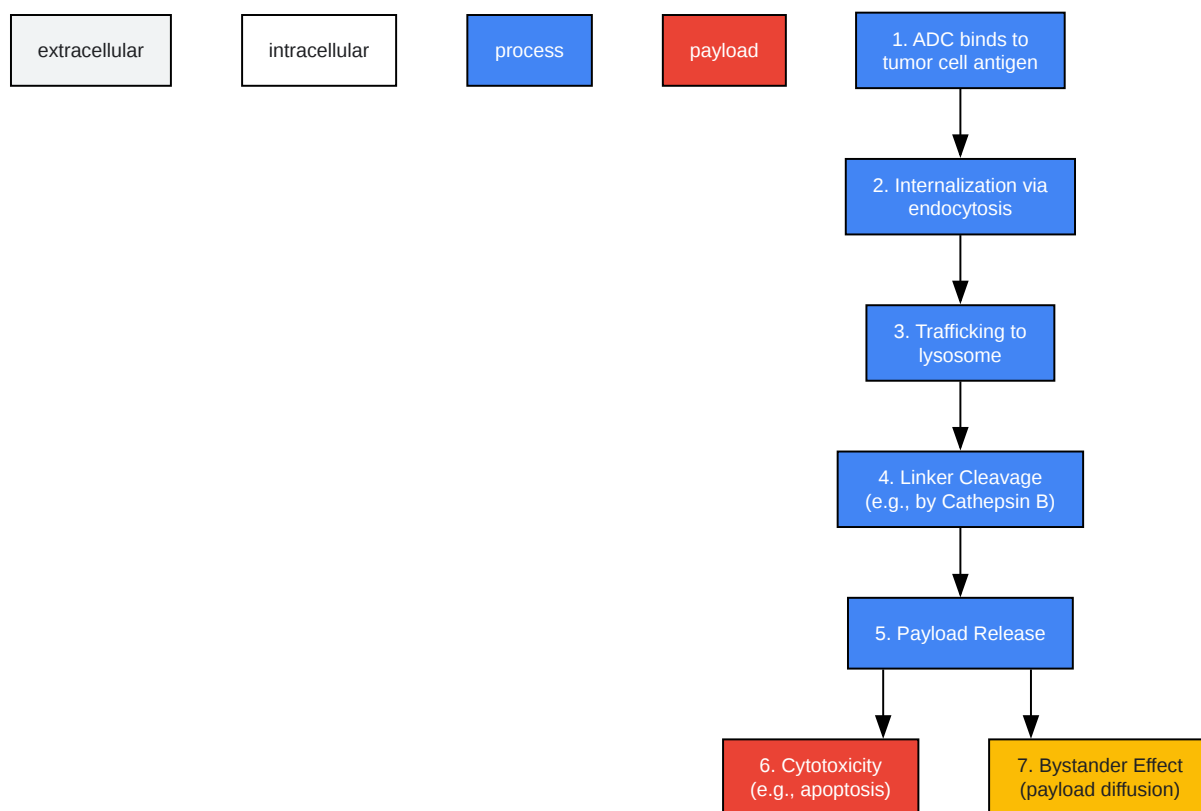 extracellular
intracellular
process
payload
1. ADC binds to
tumor cell antigen
2. Internalization via
endocytosis
3. Trafficking to
lysosome
4. Linker Cleavage
(e.g., by Cathepsin B)
5. Payload Release
6. Cytotoxicity
(e.g., apoptosis)
7. Bystander Effect
(payload diffusion)